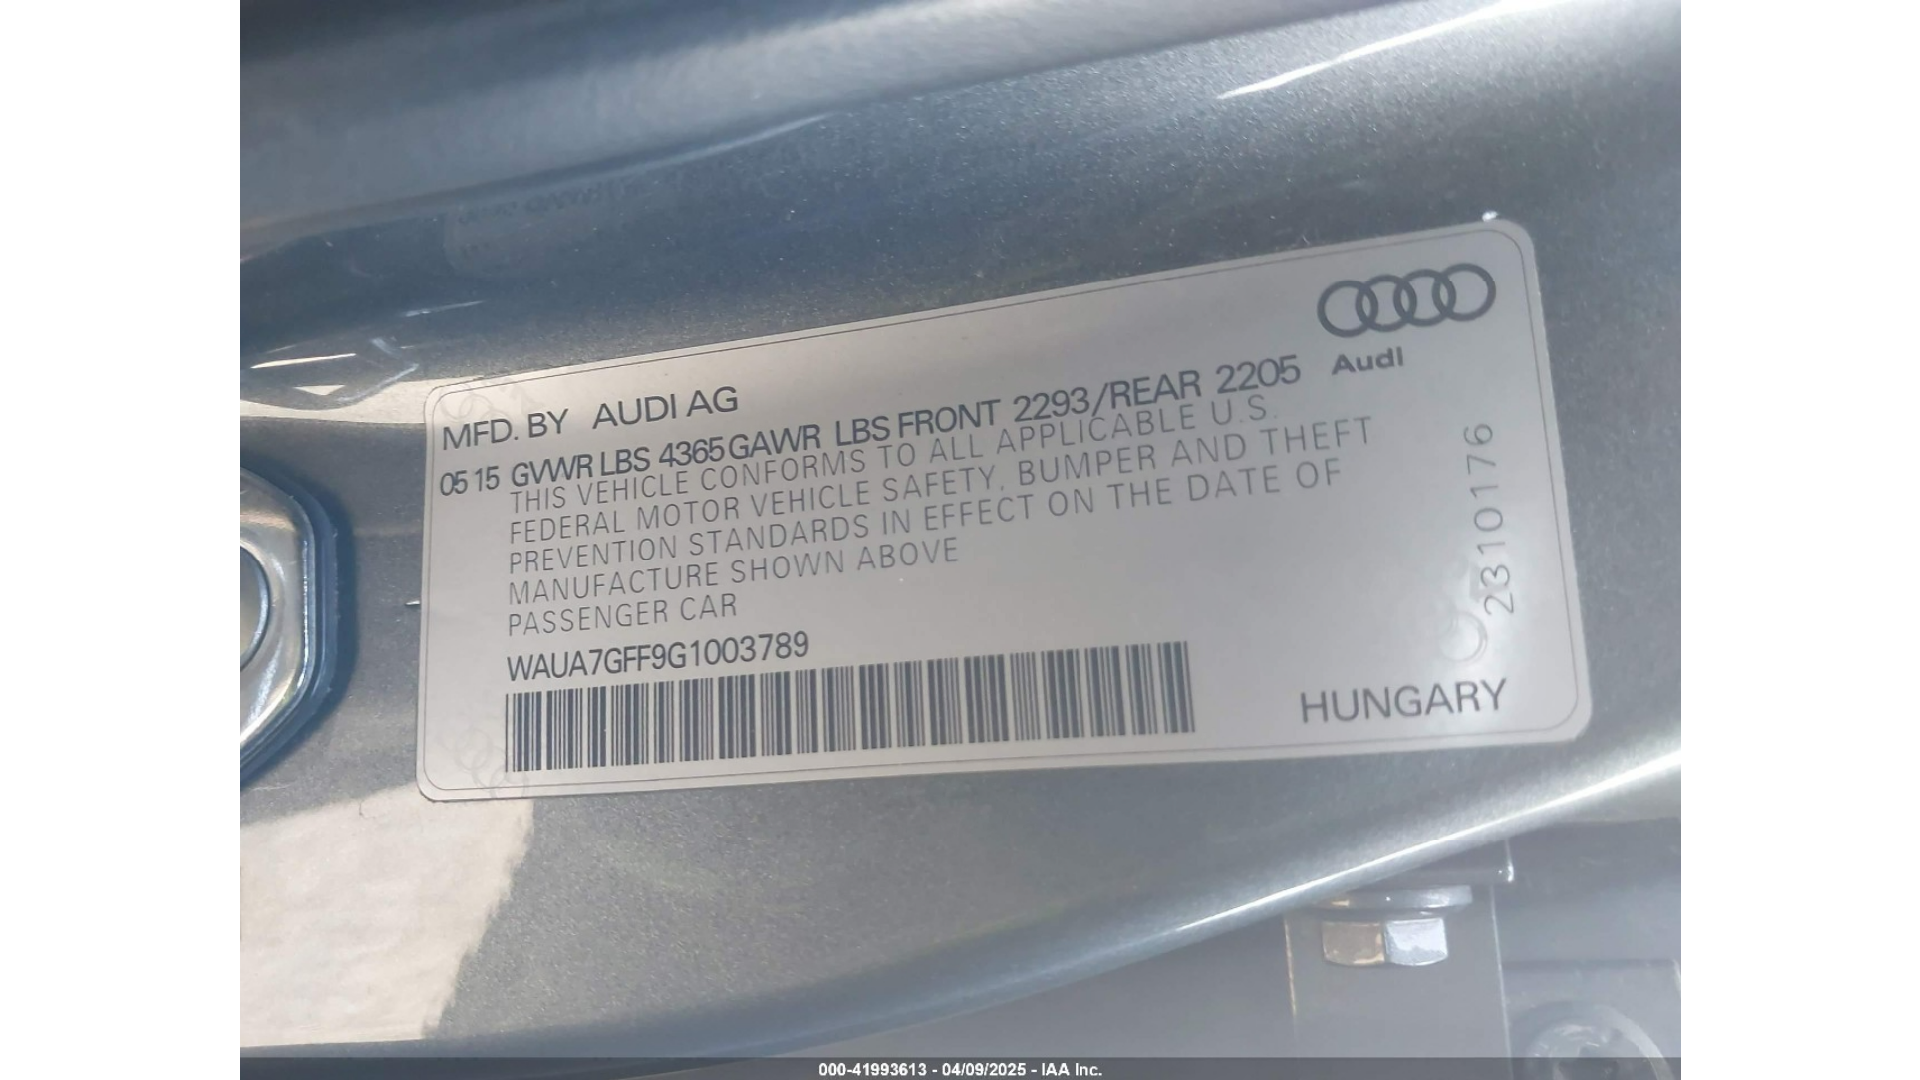 Audi
MFD. BY AUDI AG
05 15 GVWR LBS 4365 GAWR LBS FRONT 2293/REAR 2205
THIS VEHICLE CONFORMS TO ALL APPLICABLE U.S.
FEDERAL MOTOR VEHICLE SAFETY, BUMPER AND THEFT
PREVENTION STANDARDS IN EFFECT ON THE DATE OF
MANUFACTURE SHOWN ABOVE
PASSENGER CAR
WAUA7GFF9G1003789
HUNGARY
2310176
000-41993613 - 04/09/2025 - IAA Inc.